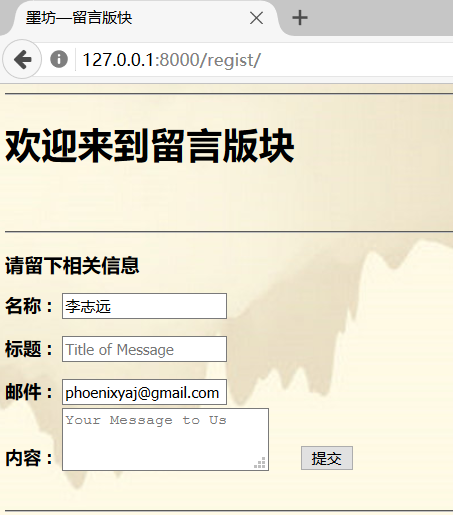 墨坊—留言版快
127.0.0.1:8000/regist/
欢迎来到留言版块
请留下相关信息
名称： 李志远
标题： Title of Message
邮件： phoenixyaj@gmail.com
Your Message to Us
内容： 提交